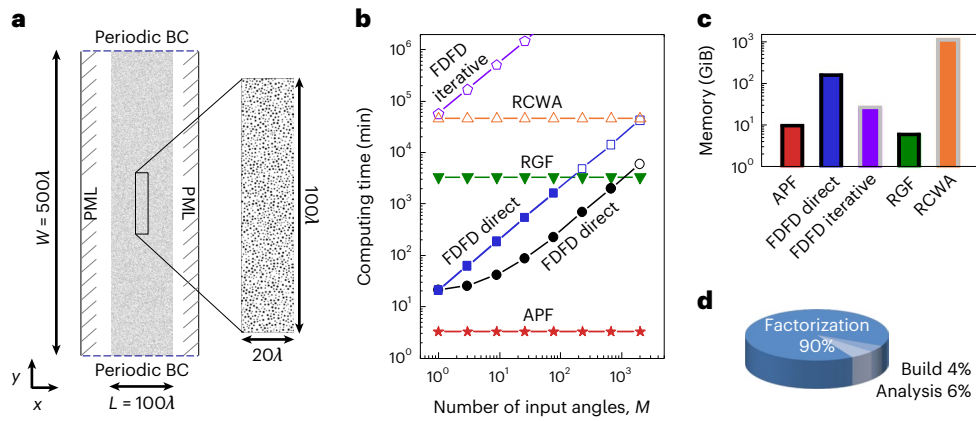 a
Periodic BC
W = 500λ
PML
PML
100λ
20λ
Periodic BC
y
x
L = 100λ
b
Computing time (min)
10⁶
10⁵
10⁴
10³
10²
10¹
10⁰
FDFD
iterative
RCWA
RGF
FDFD direct
FDFD direct
APF
10⁰
10¹
10²
10³
Number of input angles, M
c
Memory (GiB)
10³
10²
10¹
10⁰
APF
FDFD direct
FDFD iterative
RGF
RCWA
d
Factorization
90%
Build 4%
Analysis 6%